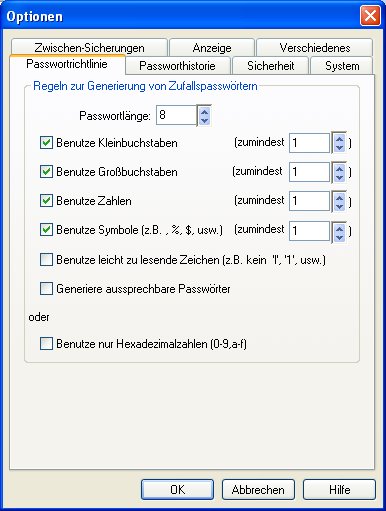 Optionen
Zwischen-Sicherungen Anzeige Verschiedenes
Passwortrichtlinie Passworthistorie Sicherheit System
Regeln zur Generierung von Zufallspasswörtern
Passwortlänge: 8
Benutze Kleinbuchstaben (zumindest 1 )
Benutze Großbuchstaben (zumindest 1 )
Benutze Zahlen (zumindest 1 )
Benutze Symbole (z.B. , %, $, usw.) (zumindest 1 )
Benutze leicht zu lesende Zeichen (z.B. kein 'l', '1', usw.)
Generiere aussprechbare Passwörter
oder
Benutze nur Hexadezimalzahlen (0-9,a-f)
OK Abbrechen Hilfe